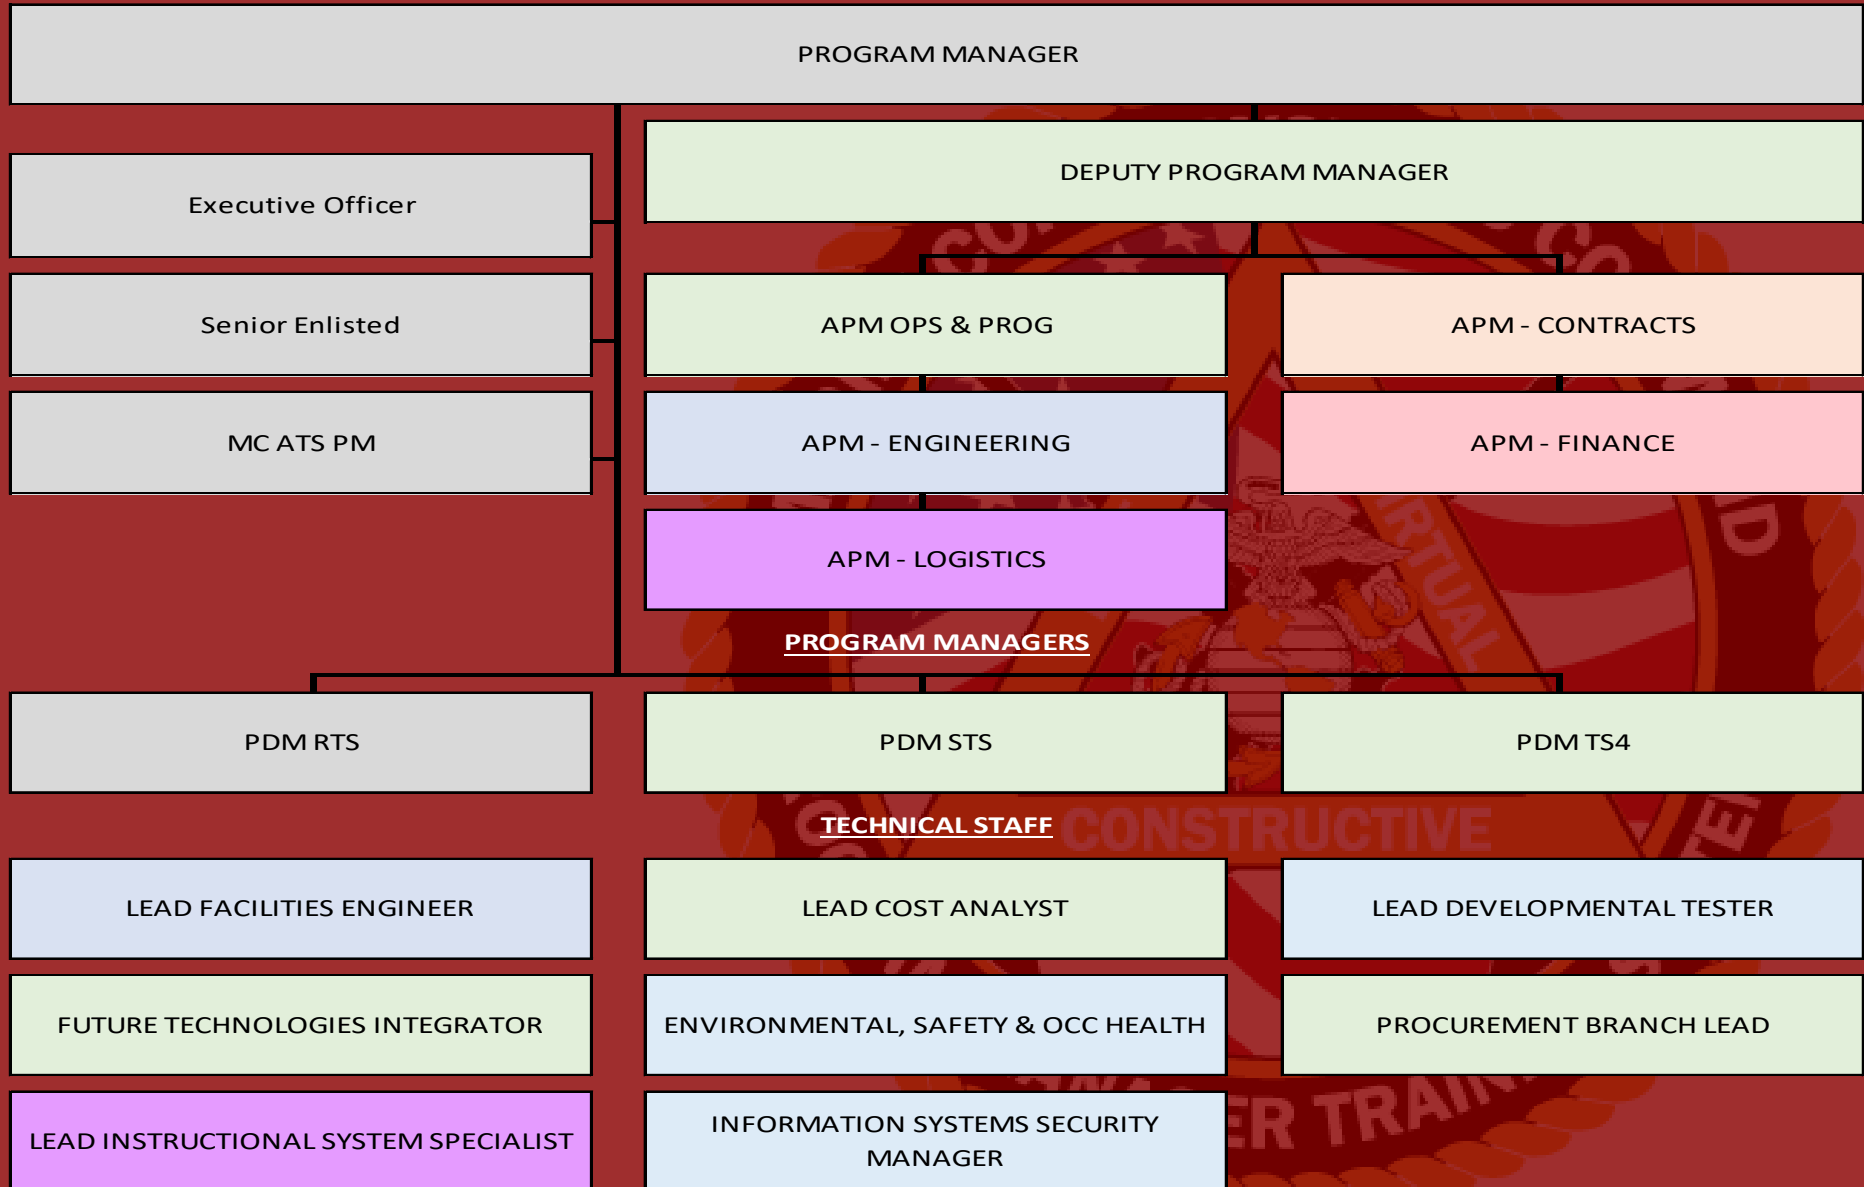 PROGRAM MANAGER
DEPUTY PROGRAM MANAGER
Executive Officer
Senior Enlisted
APM OPS & PROG
APM - CONTRACTS
MC ATS PM
APM - ENGINEERING
APM - FINANCE
APM - LOGISTICS
PROGRAM MANAGERS
PDM RTS
PDM STS
PDM TS4
TECHNICAL STAFF
CONSTRUCTIVE
LEAD FACILITIES ENGINEER
LEAD COST ANALYST
LEAD DEVELOPMENTAL TESTER
FUTURE TECHNOLOGIES INTEGRATOR
ENVIRONMENTAL, SAFETY & OCC HEALTH
PROCUREMENT BRANCH LEAD
LEAD INSTRUCTIONAL SYSTEM SPECIALIST
INFORMATION SYSTEMS SECURITY
MANAGER